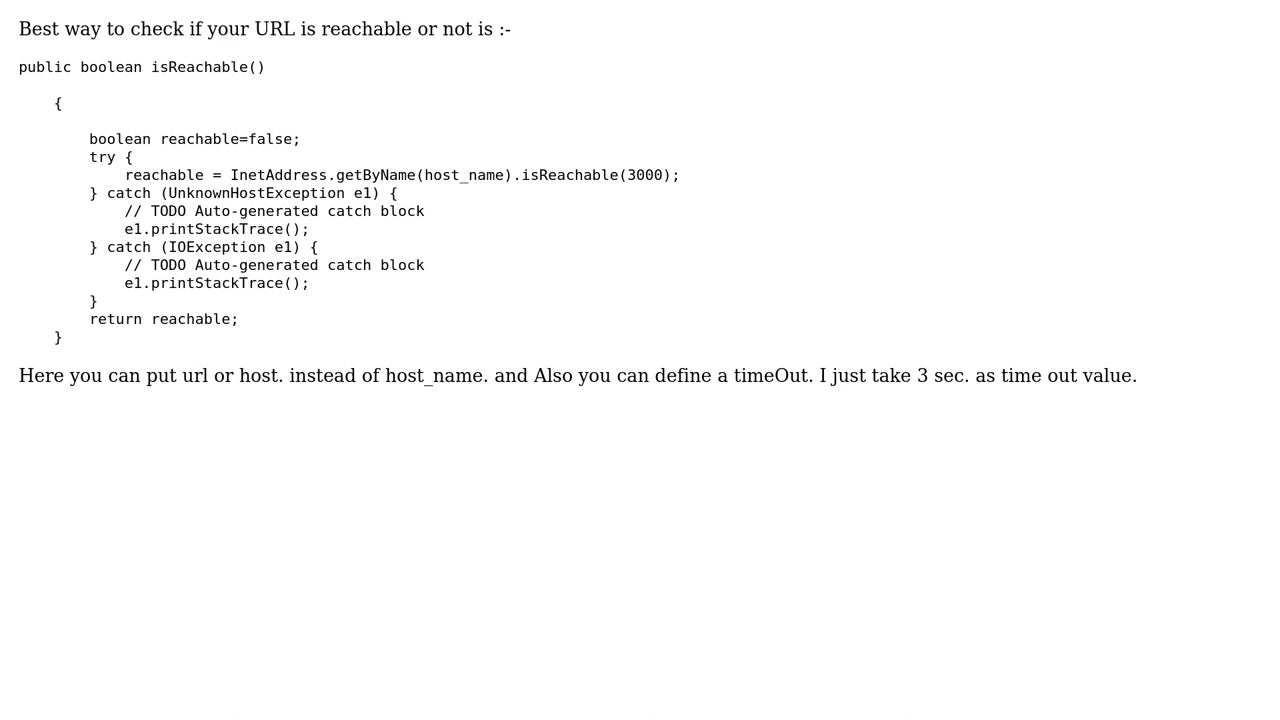 Best way to check if your URL is reachable or not is :-
public boolean isReachable()
    {
        boolean reachable=false;
        try {
            reachable = InetAddress.getByName(host_name).isReachable(3000);
        } catch (UnknownHostException e1) {
            // TODO Auto-generated catch block
            e1.printStackTrace();
        } catch (IOException e1) {
            // TODO Auto-generated catch block
            e1.printStackTrace();
        }
        return reachable;
    }
Here you can put url or host. instead of host_name. and Also you can define a timeOut. I just take 3 sec. as time out value.